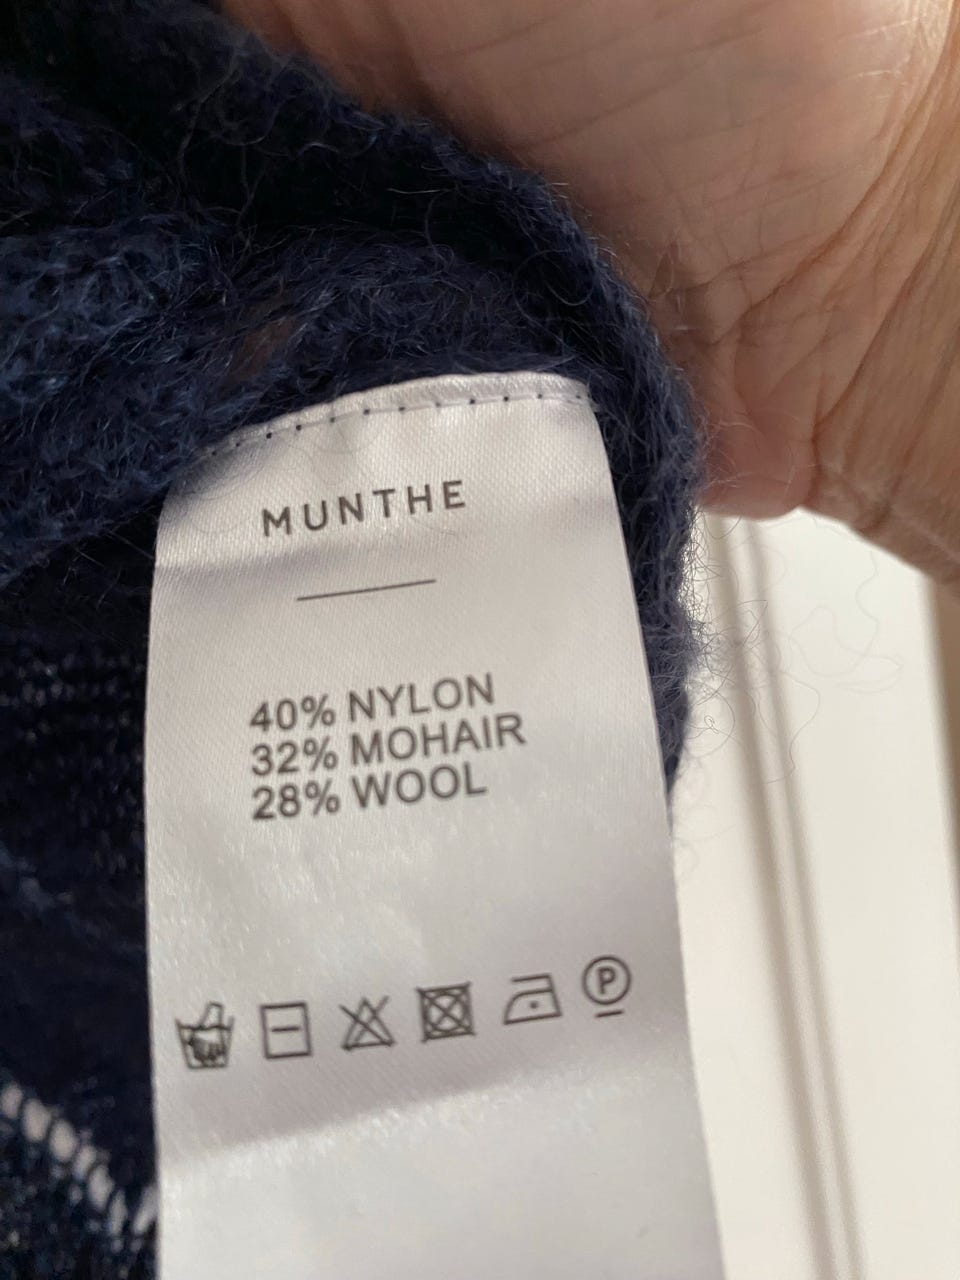 MUNTHE
40% NYLON
32% MOHAIR
28% WOOL
P